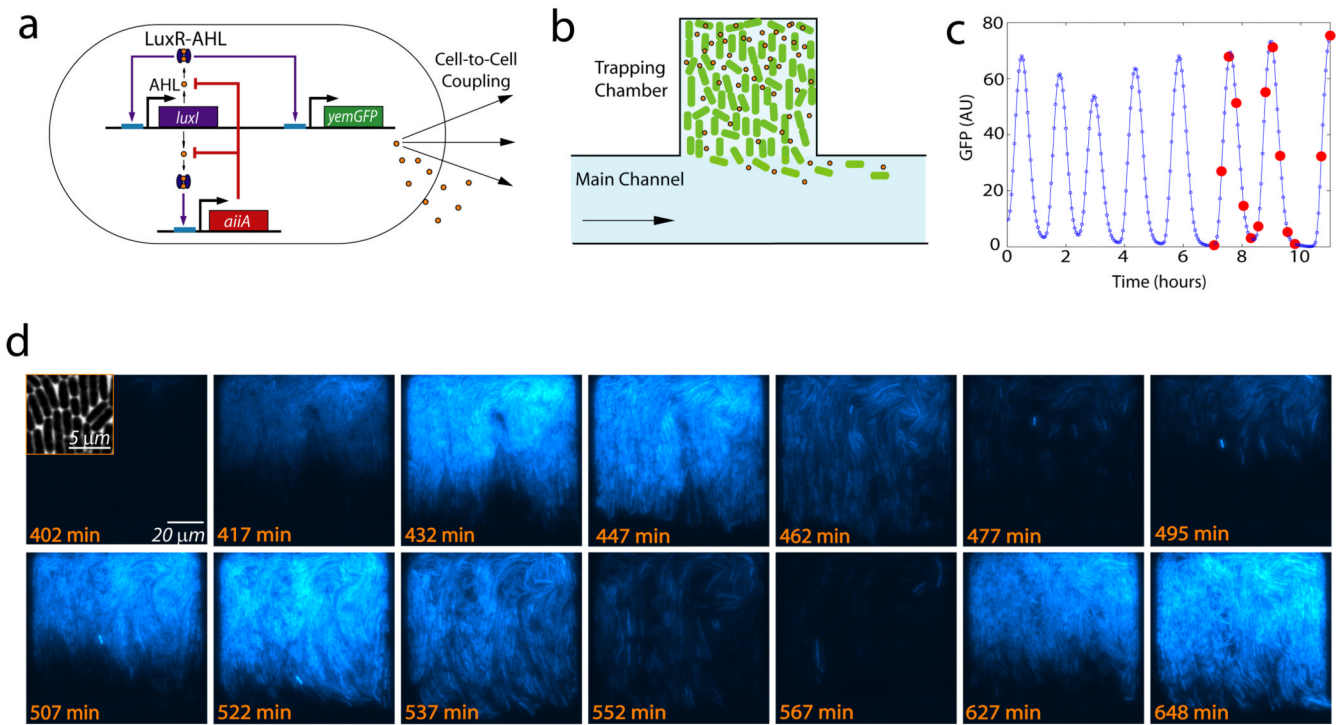 a
LuxR-AHL
AHL
luxI
yemGFP
aiiA
Cell-to-Cell
Coupling
b
Trapping
Chamber
Main Channel
c
80
60
40
20
0
GFP (AU)
0 2 4 6 8 10
Time (hours)
d
5 μm
402 min
20 μm
417 min
432 min
447 min
462 min
477 min
495 min
507 min
522 min
537 min
552 min
567 min
627 min
648 min